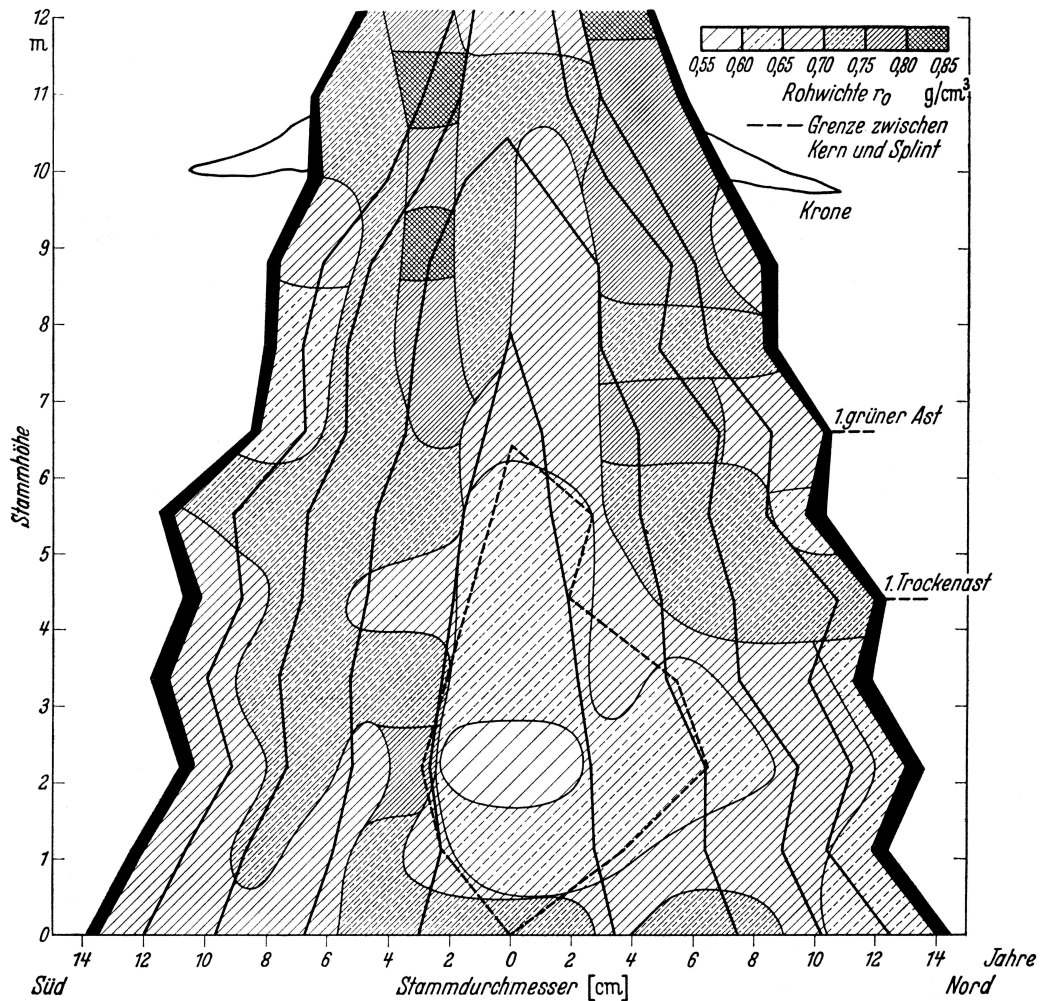 12
m
11
10
9
8
7
6
5
4
3
2
1
0
Stammhöhe
0,55 0,60 0,65 0,70 0,75 0,80 0,85
Rohwichte r₀ g/cm³
Grenze zwischen
Kern und Splint
Krone
1. grüner Ast
1. Trockenast
14 12 10 8 6 4 2 0 2 4 6 8 10 12 14 Jahre
Süd Stammdurchmesser [cm] Nord